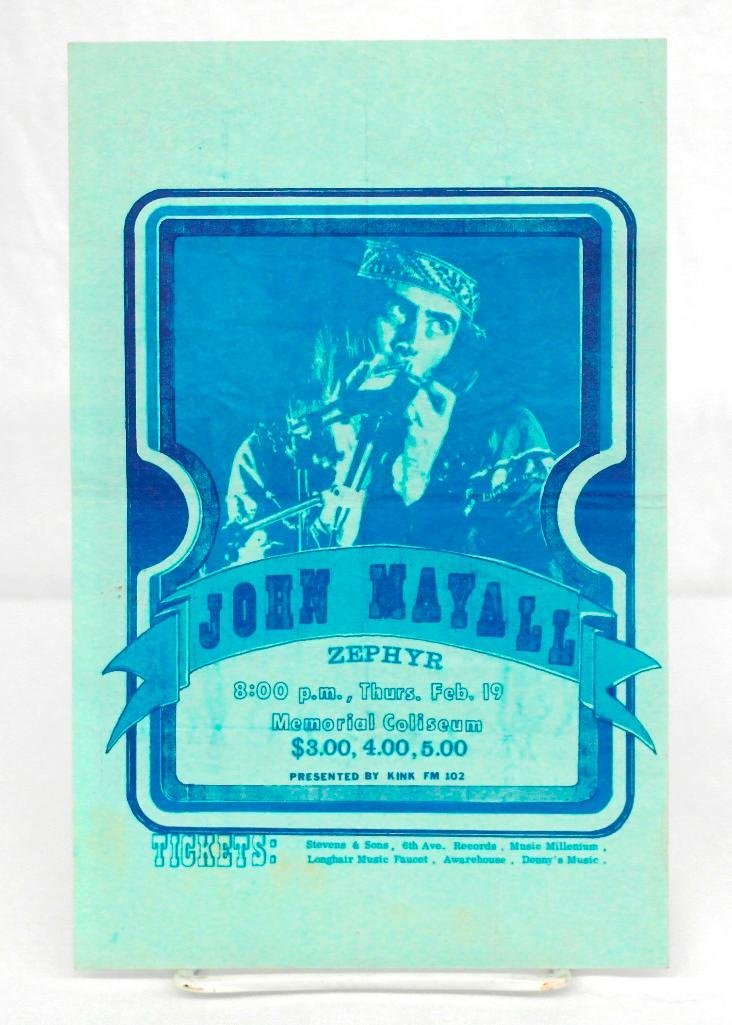 JOHN MAYALL
ZEPHYR
8:00 p.m., Thurs. Feb. 19
Memorial Coliseum
$3.00, 4.00, 5.00
PRESENTED BY KINK FM 102
TICKETS: Stevens & Sons, 6th Ave. Records, Music Millenium,
Longhair Music Faucet, Awarehouse, Denny's Music.